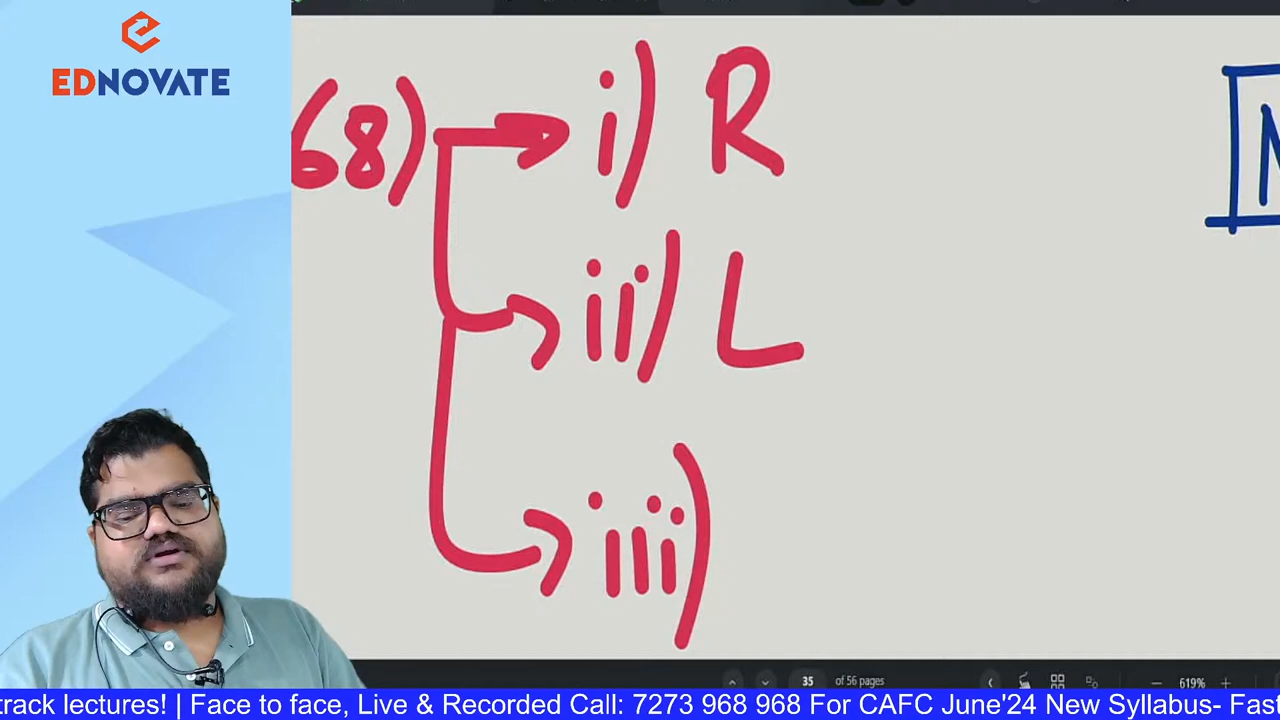 EDNOVATE
68) i) R
ii) L
iii)
35 of 56 pages
619%
track lectures! | Face to face, Live & Recorded Call: 7273 968 968 For CAFC June'24 New Syllabus- Fas